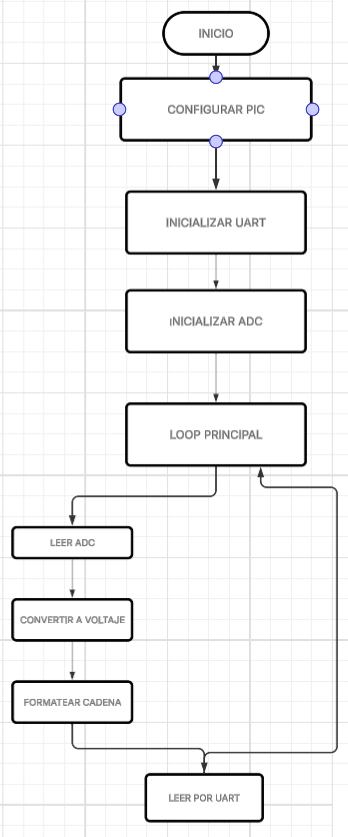 INICIO
CONFIGURAR PIC
INICIALIZAR UART
INICIALIZAR ADC
LOOP PRINCIPAL
LEER ADC
CONVERTIR A VOLTAJE
FORMATEAR CADENA
LEER POR UART